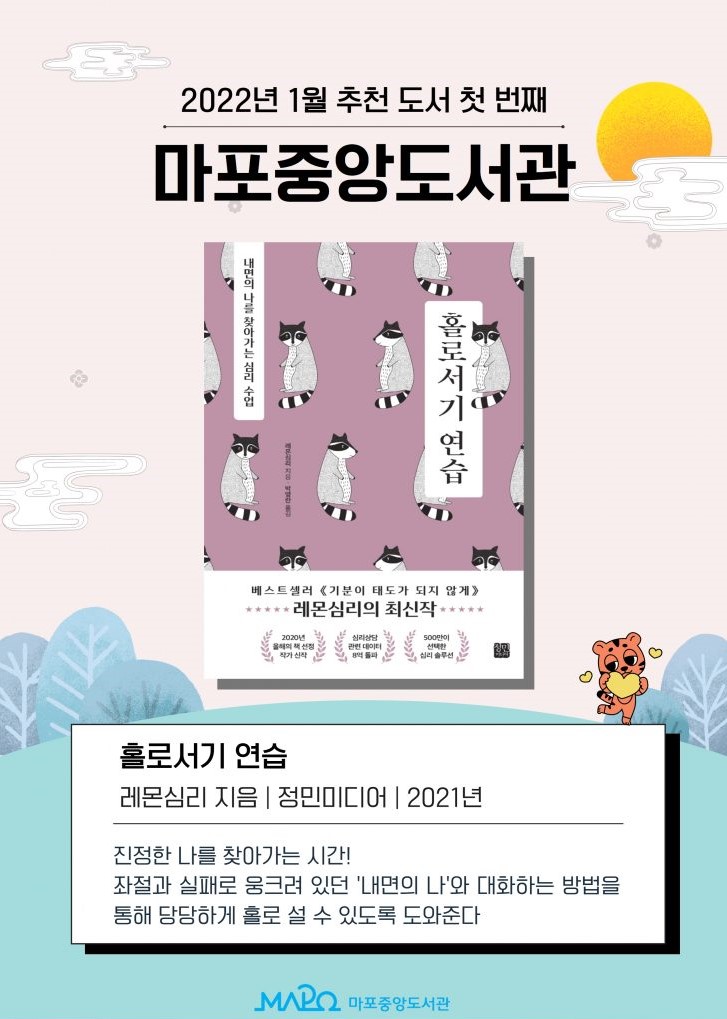 2022년 1월 추천 도서 첫 번째
마포중앙도서관
내면의 나를 찾아가는 심리 수업
홀로서기 연습
레몬심리 지음 박영란 옮김
베스트셀러 《기분이 태도가 되지 않게》
★★★★★ 레몬심리의 최신작 ★★★★★
2020년
올해의 책 선정
작가 신작
심리상담
관련 데이터
8억 돌파
500만이
선택한
심리 솔루션
홀로서기 연습
레몬심리 지음 | 정민미디어 | 2021년
진정한 나를 찾아가는 시간!
좌절과 실패로 웅크려 있던 '내면의 나'와 대화하는 방법을
통해 당당하게 홀로 설 수 있도록 도와준다
MAPO 마포중앙도서관